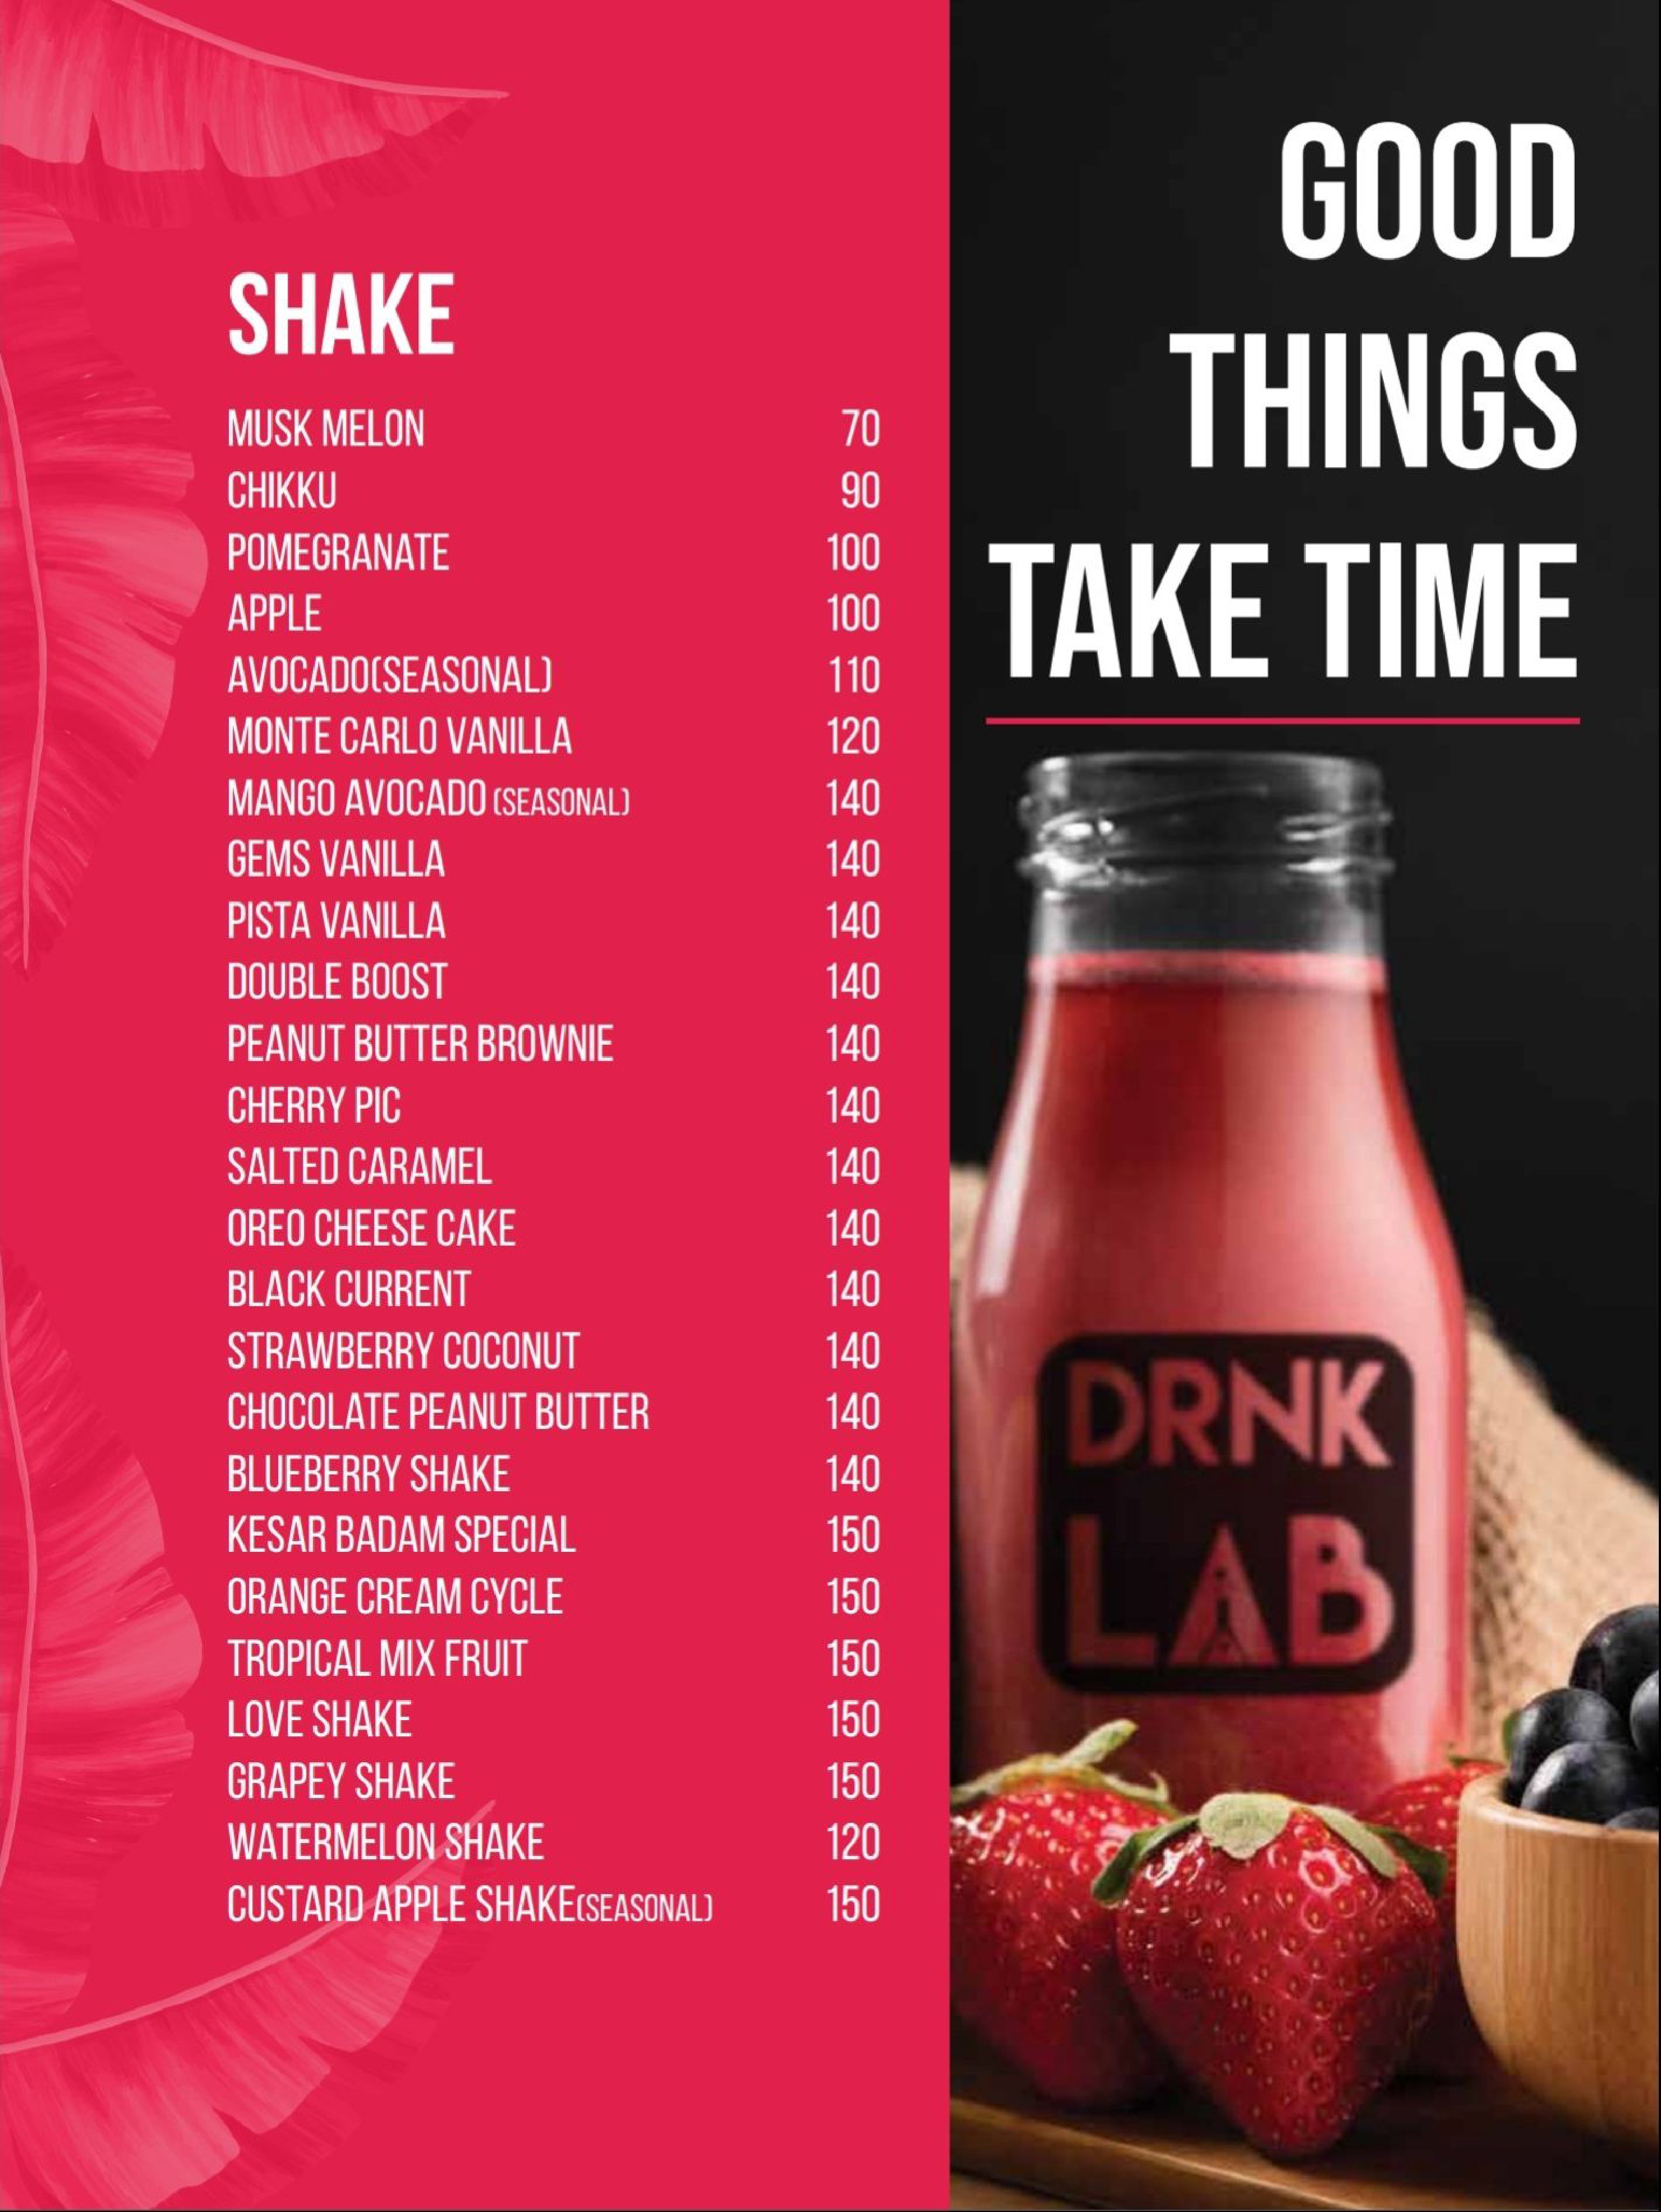 SHAKE
MUSK MELON 70
CHIKKU 90
POMEGRANATE 100
APPLE 100
AVOCADO(SEASONAL) 110
MONTE CARLO VANILLA 120
MANGO AVOCADO (SEASONAL) 140
GEMS VANILLA 140
PISTA VANILLA 140
DOUBLE BOOST 140
PEANUT BUTTER BROWNIE 140
CHERRY PIC 140
SALTED CARAMEL 140
OREO CHEESE CAKE 140
BLACK CURRENT 140
STRAWBERRY COCONUT 140
CHOCOLATE PEANUT BUTTER 140
BLUEBERRY SHAKE 140
KESAR BADAM SPECIAL 150
ORANGE CREAM CYCLE 150
TROPICAL MIX FRUIT 150
LOVE SHAKE 150
GRAPEY SHAKE 150
WATERMELON SHAKE 120
CUSTARD APPLE SHAKE(SEASONAL) 150
GOOD
THINGS
TAKE TIME
DRNK
LAB